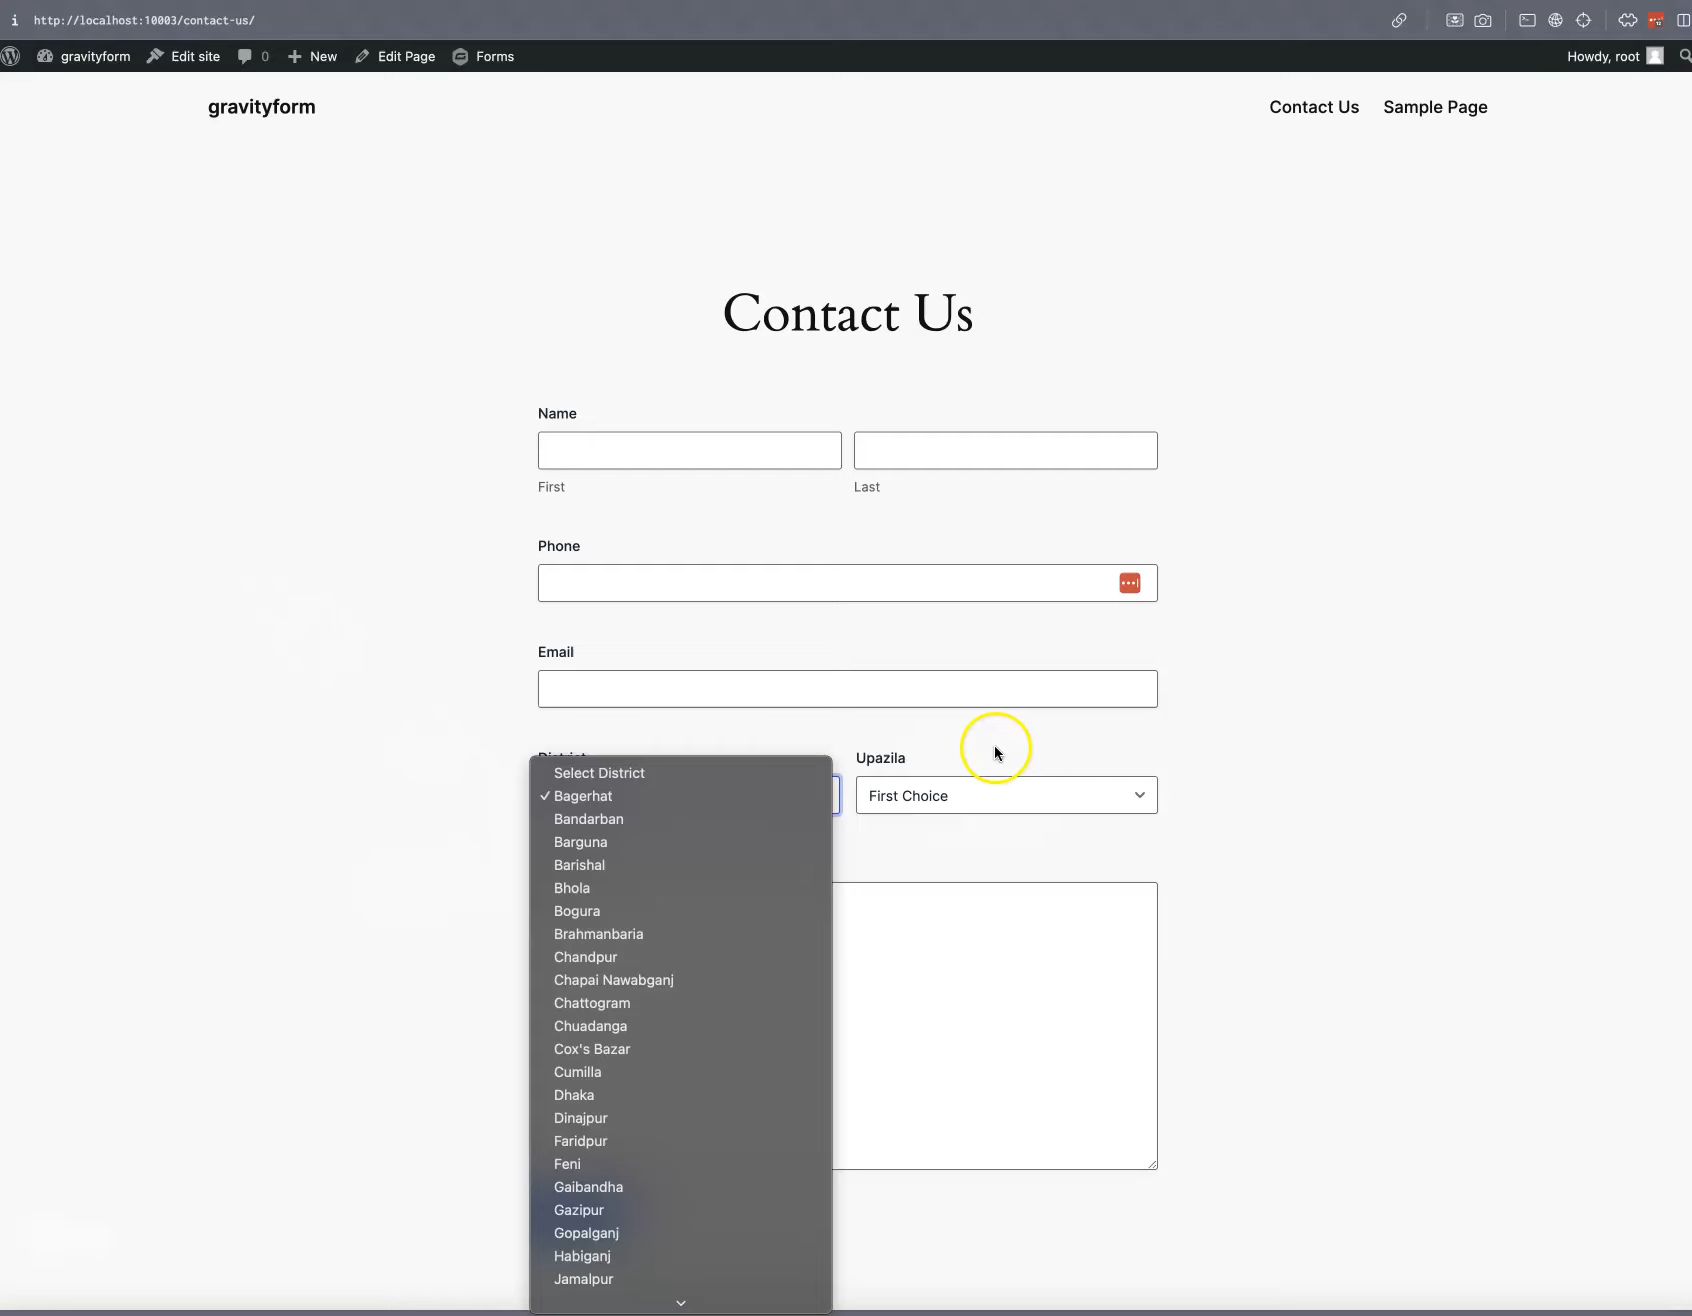 http://localhost:10003/contact-us/
gravityform Edit site 0 New Edit Page Forms Howdy, root
gravityform Contact Us Sample Page
Contact Us
Name
First Last
Phone
Email
District Upazila
Select District
Bagerhat First Choice
Bandarban
Barguna
Barishal
Bhola
Bogura
Brahmanbaria
Chandpur
Chapai Nawabganj
Chattogram
Chuadanga
Cox's Bazar
Cumilla
Dhaka
Dinajpur
Faridpur
Feni
Gaibandha
Gazipur
Gopalganj
Habiganj
Jamalpur